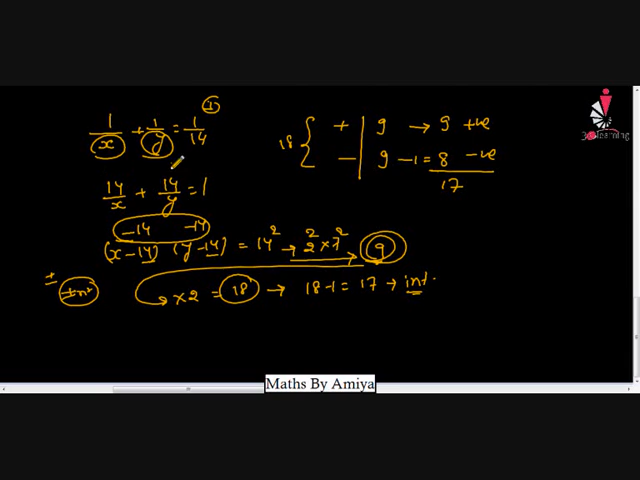 1/x + 1/y = 1/14 (I)
14/x + 14/y = 1
-14 -14
(x-14) (y-14) = 14² → 2² × 7² → 9
×2 = 18 → 18-1 = 17 → int.
18 { + | 9 → 9 +ve
- | 9 - 1 = 8 -ve
17
Maths By Amiya